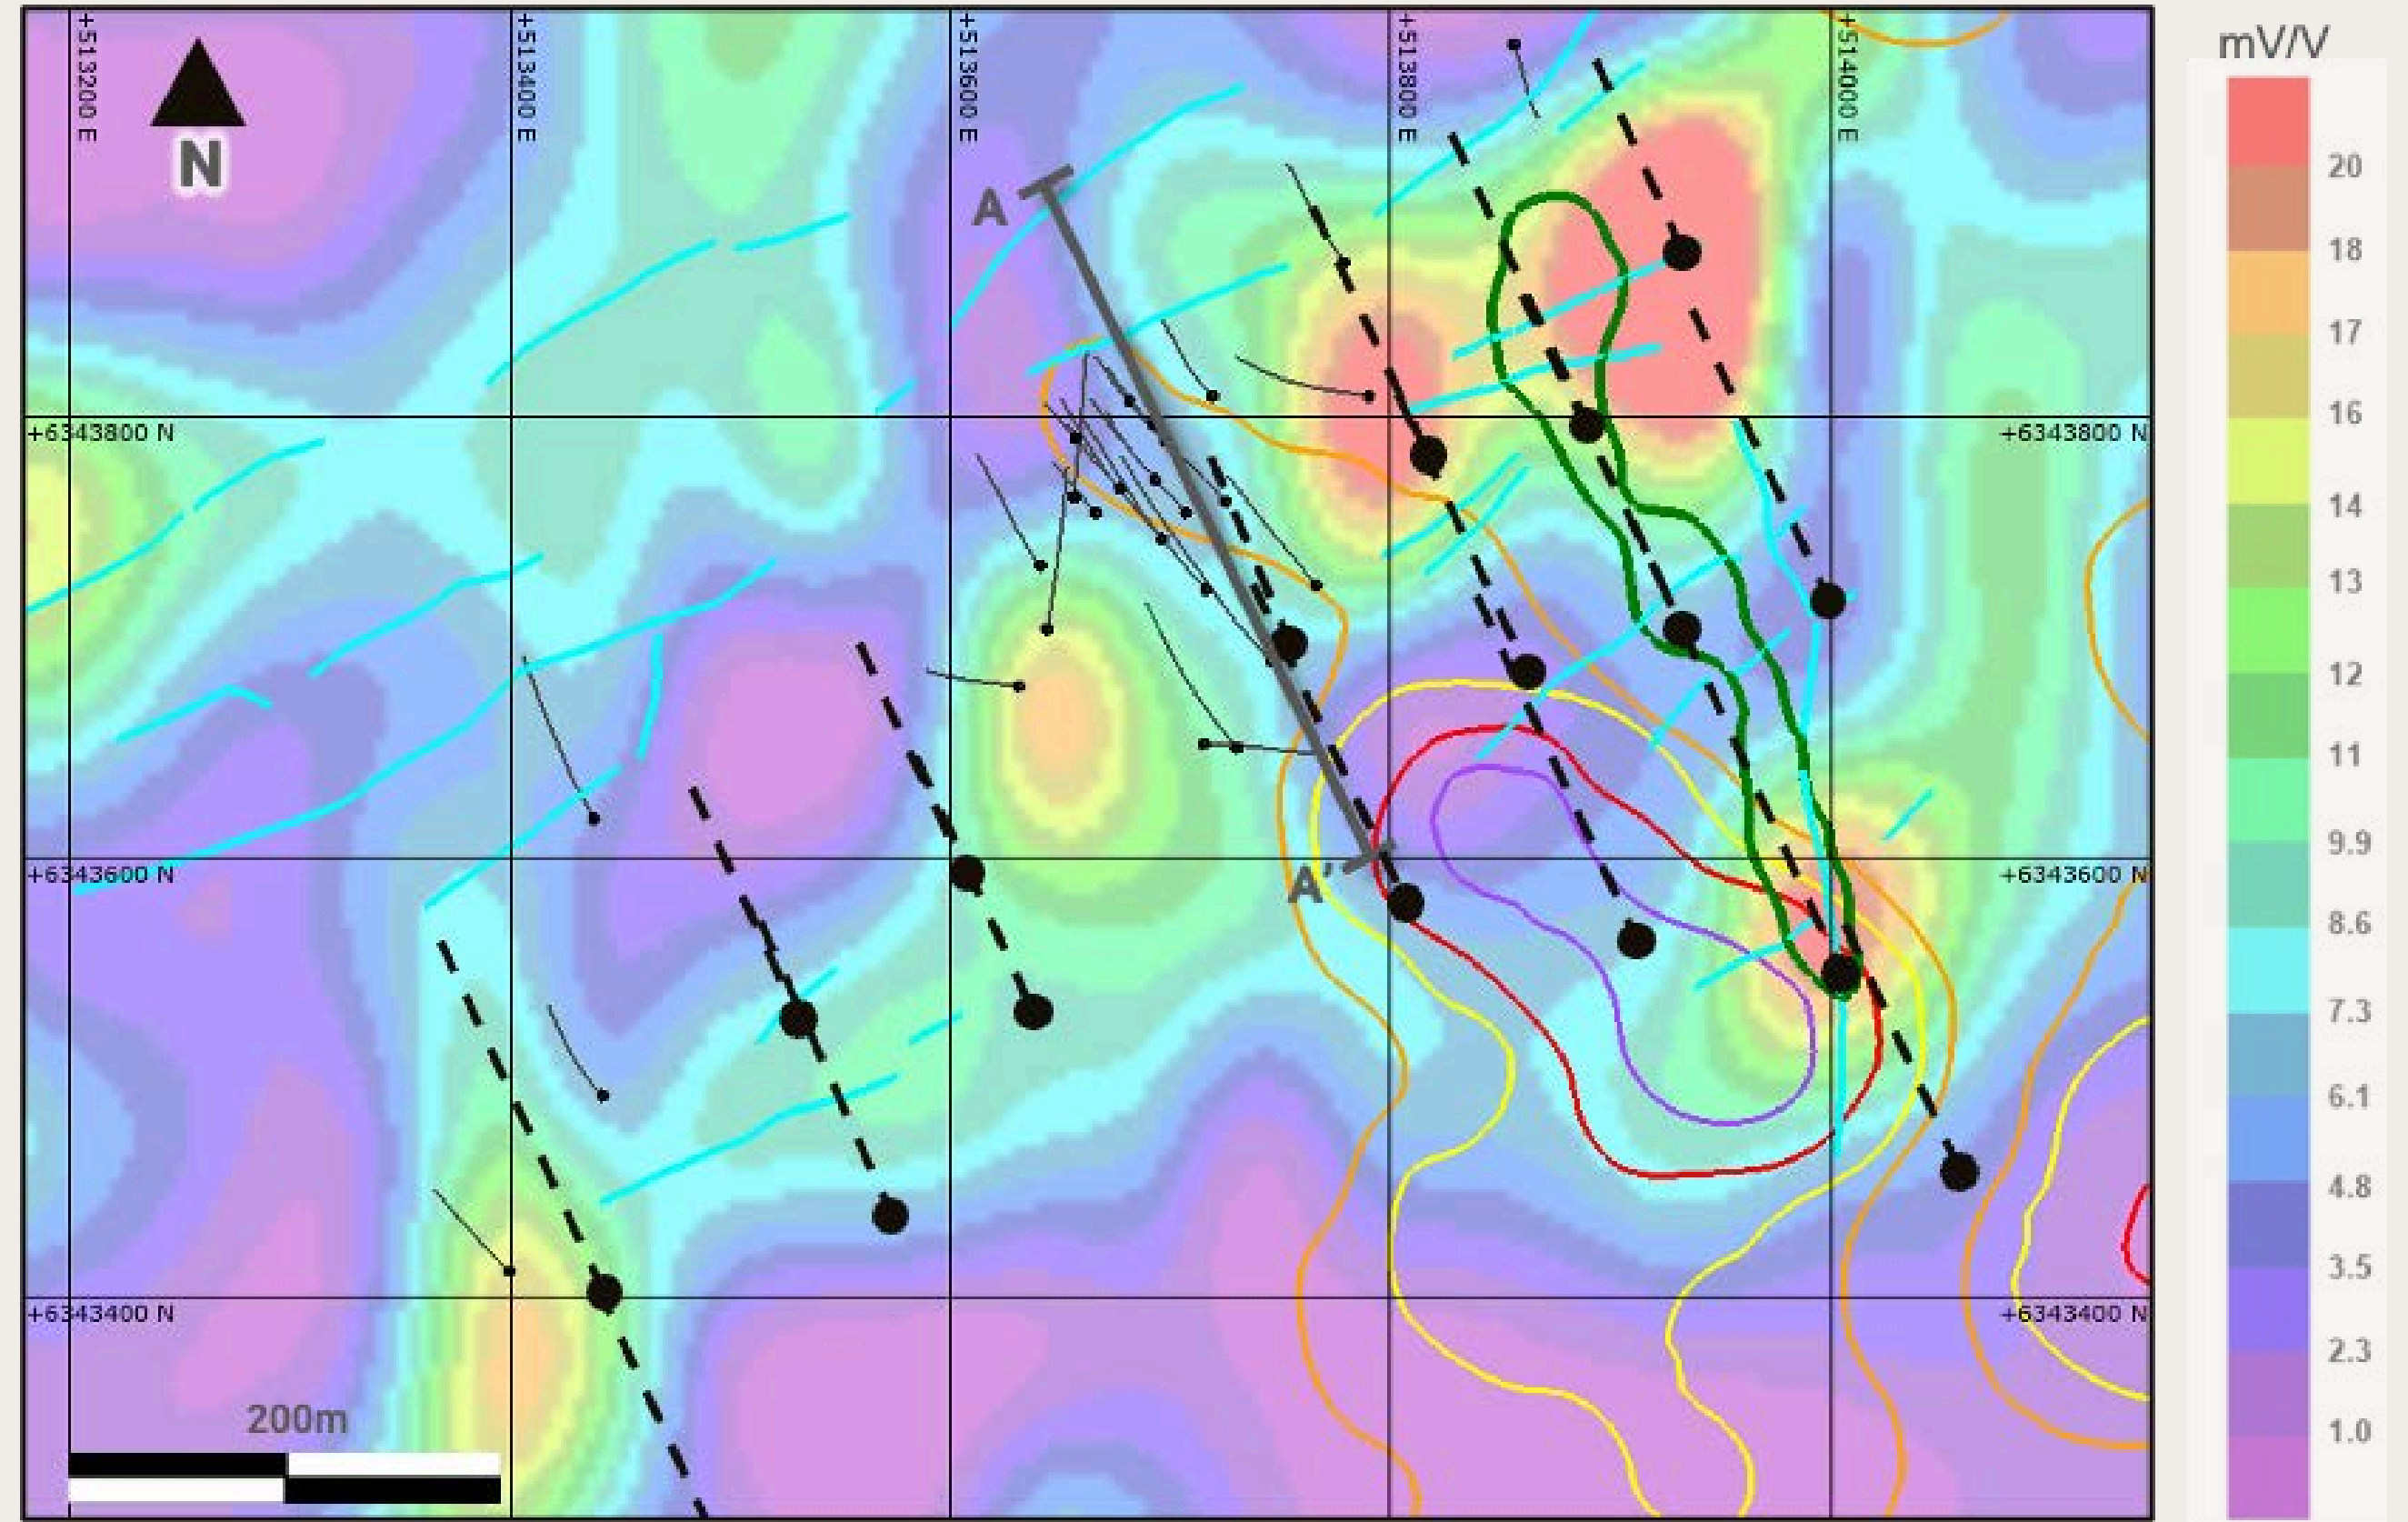 mV/V
+513200 E
+513400 E
+513600 E
+513800 E
+514000 E
N
A
20
18
17
16
14
13
12
11
9.9
8.6
7.3
6.1
4.8
3.5
2.3
1.0
+6343800 N
+6343800 N
A'
+6343600 N
+6343600 N
+6343400 N
+6343400 N
200m